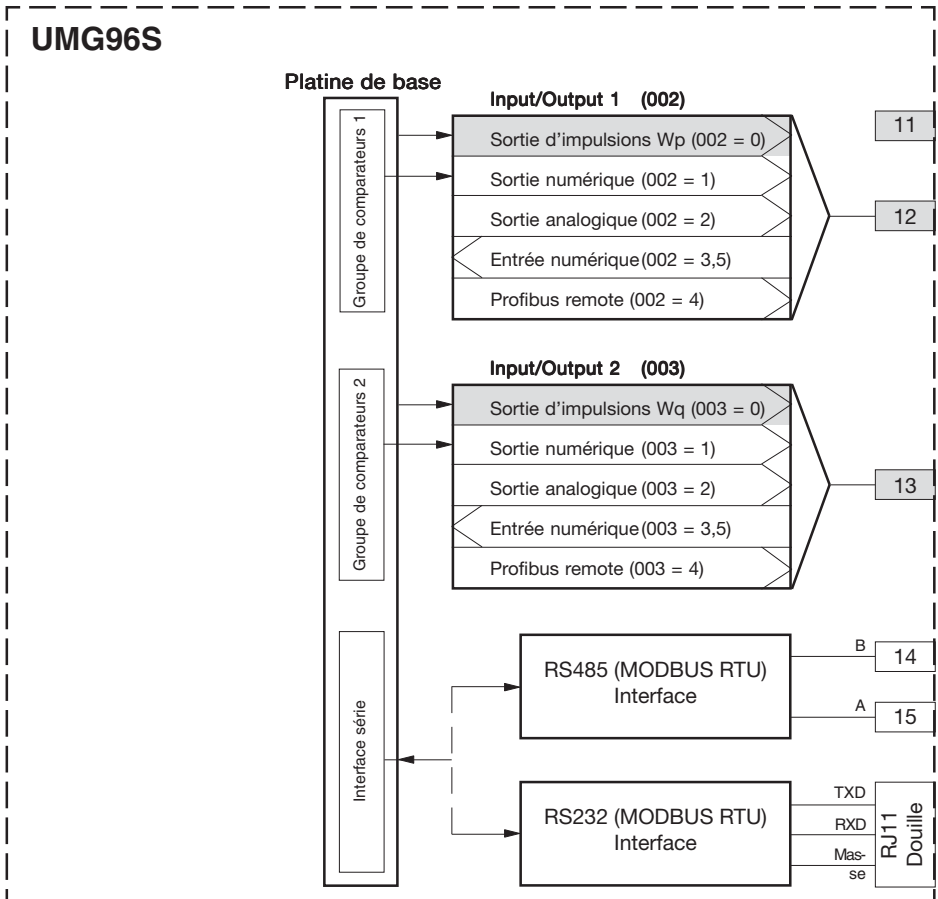 UMG96S
Platine de base
Groupe de comparateurs 1
Input/Output 1 (002)
Sortie d'impulsions Wp (002 = 0)
Sortie numérique (002 = 1)
Sortie analogique (002 = 2)
Entrée numérique (002 = 3,5)
Profibus remote (002 = 4)
11
12
Groupe de comparateurs 2
Input/Output 2 (003)
Sortie d'impulsions Wq (003 = 0)
Sortie numérique (003 = 1)
Sortie analogique (003 = 2)
Entrée numérique (003 = 3,5)
Profibus remote (003 = 4)
13
Interface série
RS485 (MODBUS RTU)
Interface
B
14
A
15
RS232 (MODBUS RTU)
Interface
TXD
RXD
Mas-
se
RJ11
Douille